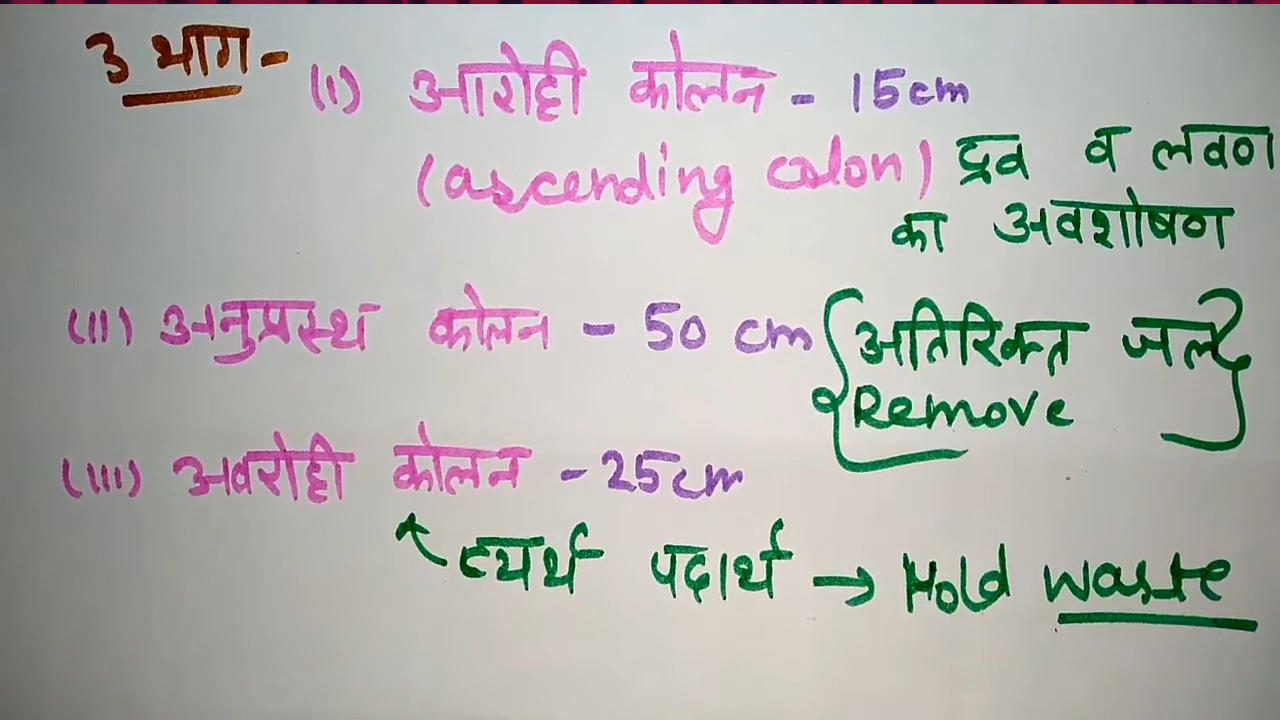 3 भाग -
(i) आरोही कोलन - 15cm
(ascending colon) द्रव व लवण
का अवशोषण
(ii) अनुप्रस्थ कोलन - 50 cm {अतिरिक्त जल}
Remove
(iii) अवरोही कोलन - 25cm
व्यर्थ पदार्थ → Hold waste